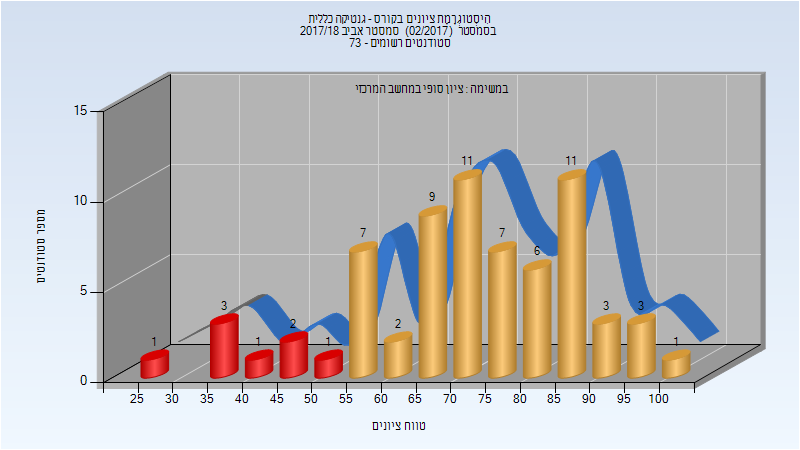 היסטוגרמת ציונים בקורס - גנטיקה כללית
בסמסטר (02/2017) סמסטר אביב 2017/18
סטודנטים רשומים - 73
במשימה : ציון סופי במחשב המרכזי
15
10
5
0
מספר סטודנטים
1
3
1
2
1
7
2
9
11
7
6
11
3
3
1
25 30 35 40 45 50 55 60 65 70 75 80 85 90 95 100
טווח ציונים